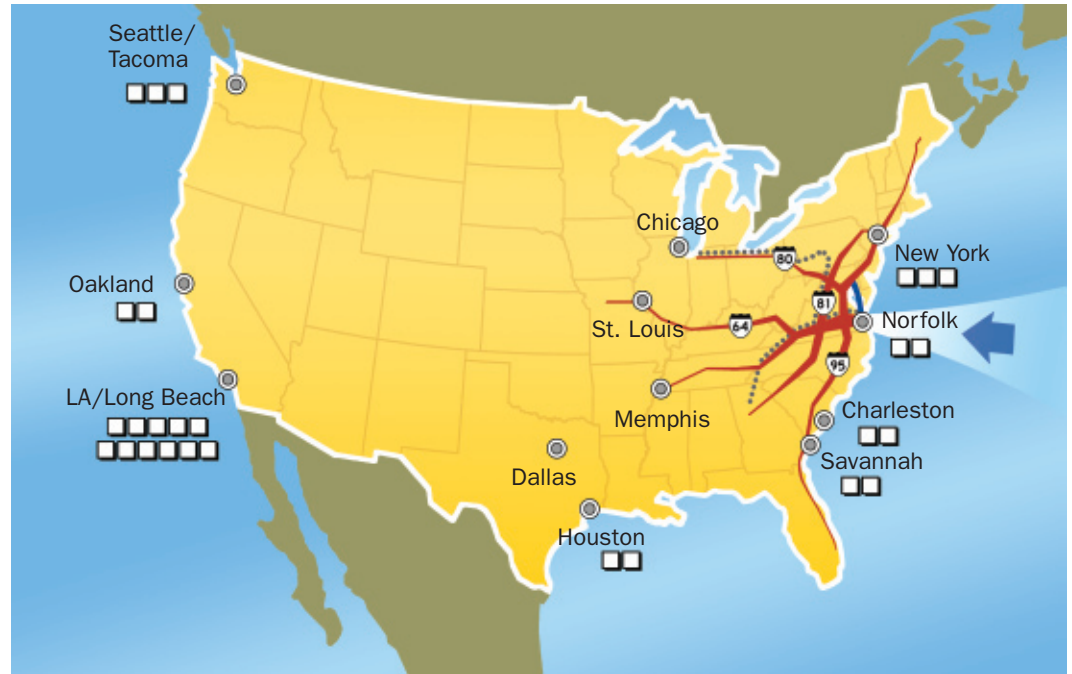 Seattle/
Tacoma
Chicago
New York
80
Oakland
81
Norfolk
St. Louis
64
95
LA/Long Beach
Memphis
Charleston
Savannah
Dallas
Houston